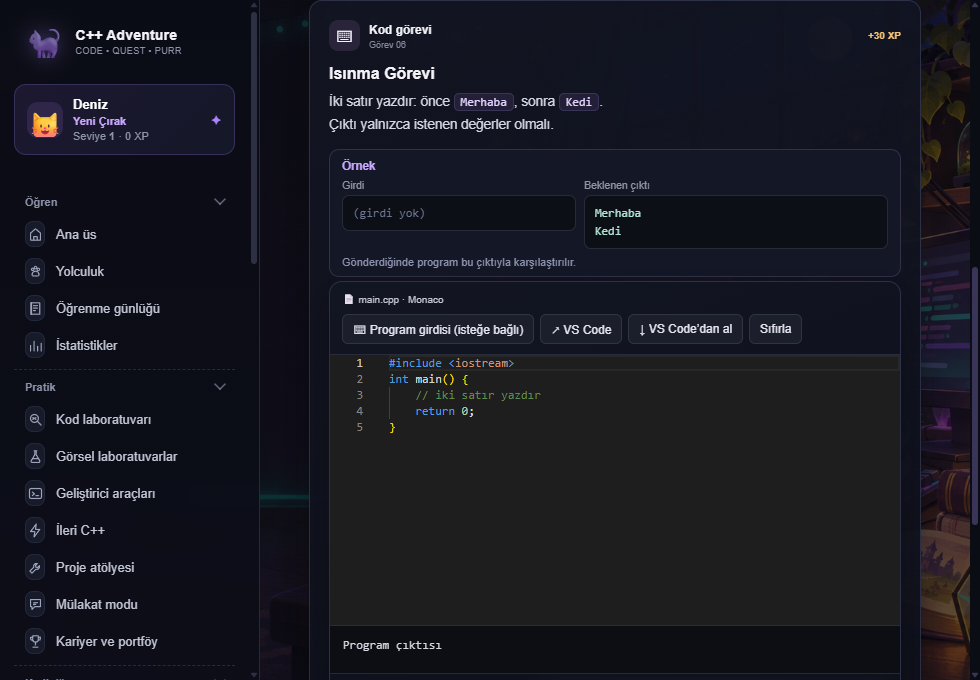 C++ Adventure
CODE • QUEST • PURR
Deniz
Yeni Çırak
Seviye 1 · 0 XP
Öğren
Ana üs
Yolculuk
Öğrenme günlüğü
İstatistikler
Pratik
Kod laboratuvarı
Görsel laboratuvarlar
Geliştirici araçları
İleri C++
Proje atölyesi
Mülakat modu
Kariyer ve portföy
Kod görevi
Görev 06
+30 XP
Isınma Görevi
İki satır yazdır: önce Merhaba, sonra Kedi.
Çıktı yalnızca istenen değerler olmalı.
Örnek
Girdi
Beklenen çıktı
(girdi yok)
Merhaba
Kedi
Gönderdiğinde program bu çıktıyla karşılaştırılır.
main.cpp · Monaco
Program girdisi (isteğe bağlı)
↗ VS Code
↓ VS Code'dan al
Sıfırla
1 #include <iostream>
2 int main() {
3 // iki satır yazdır
4 return 0;
5 }
Program çıktısı